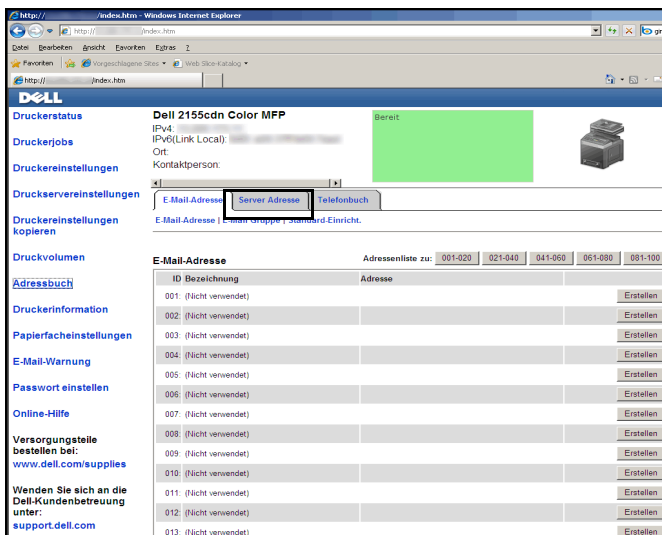 http:// /index.htm - Windows Internet Explorer
http:// /index.htm
Datei Bearbeiten Ansicht Favoriten Extras ?
Favoriten Vorgeschlagene Sites Web Slice-Katalog
http:// /index.htm
DELL
Druckerstatus
Druckerjobs
Druckereinstellungen
Druckservereinstellungen
Druckereinstellungen
kopieren
Druckvolumen
Adressbuch
Druckerinformation
Papierfacheinstellungen
E-Mail-Warnung
Passwort einstellen
Online-Hilfe
Versorgungsteile
bestellen bei:
www.dell.com/supplies
Wenden Sie sich an die
Dell-Kundenbetreuung
unter:
support.dell.com
Dell 2155cdn Color MFP
IPv4:
IPv6(Link Local):
Ort:
Kontaktperson:
Bereit
E-Mail-Adresse Server Adresse Telefonbuch
E-Mail-Adresse | E-Mail-Gruppe | Standard-Einricht.
E-Mail-Adresse Adressenliste zu: 001-020 021-040 041-060 061-080 081-100
ID Bezeichnung Adresse
001: (Nicht verwendet) Erstellen
002: (Nicht verwendet) Erstellen
003: (Nicht verwendet) Erstellen
004: (Nicht verwendet) Erstellen
005: (Nicht verwendet) Erstellen
006: (Nicht verwendet) Erstellen
007: (Nicht verwendet) Erstellen
008: (Nicht verwendet) Erstellen
009: (Nicht verwendet) Erstellen
010: (Nicht verwendet) Erstellen
011: (Nicht verwendet) Erstellen
012: (Nicht verwendet) Erstellen
013: (Nicht verwendet) Erstellen